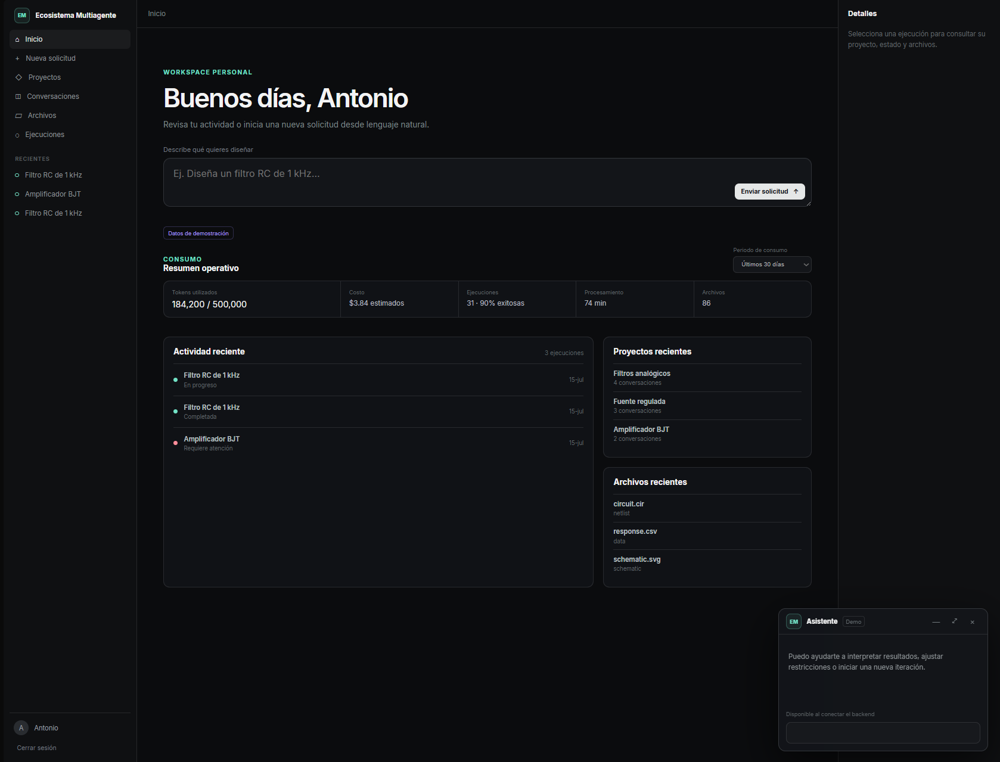 EM Ecosistema Multiagente
Inicio
Nueva solicitud
Proyectos
Conversaciones
Archivos
Ejecuciones
RECIENTES
Filtro RC de 1 kHz
Amplificador BJT
Filtro RC de 1 kHz
Antonio
A
Cerrar sesión
Inicio
WORKSPACE PERSONAL
Buenos días, Antonio
Revisa tu actividad o inicia una nueva solicitud desde lenguaje natural.
Describe qué quieres diseñar
Ej. Diseña un filtro RC de 1 kHz...
Enviar solicitud ↑
Datos de demostración
CONSUMO
Resumen operativo
Periodo de consumo
Últimos 30 días
Tokens utilizados
184,200 / 500,000
Costo
$3.84 estimados
Ejecuciones
31 · 90% exitosas
Procesamiento
74 min
Archivos
86
Actividad reciente
3 ejecuciones
Filtro RC de 1 kHz
En progreso
15-jul
Filtro RC de 1 kHz
Completada
15-jul
Amplificador BJT
Requiere atención
15-jul
Proyectos recientes
Filtros analógicos
4 conversaciones
Fuente regulada
3 conversaciones
Amplificador BJT
2 conversaciones
Archivos recientes
circuit.cir
netlist
response.csv
data
schematic.svg
schematic
Detalles
Selecciona una ejecución para consultar su
proyecto, estado y archivos.
EM Asistente Demo
Puedo ayudarte a interpretar resultados, ajustar
restricciones o iniciar una nueva iteración.
Disponible al conectar el backend